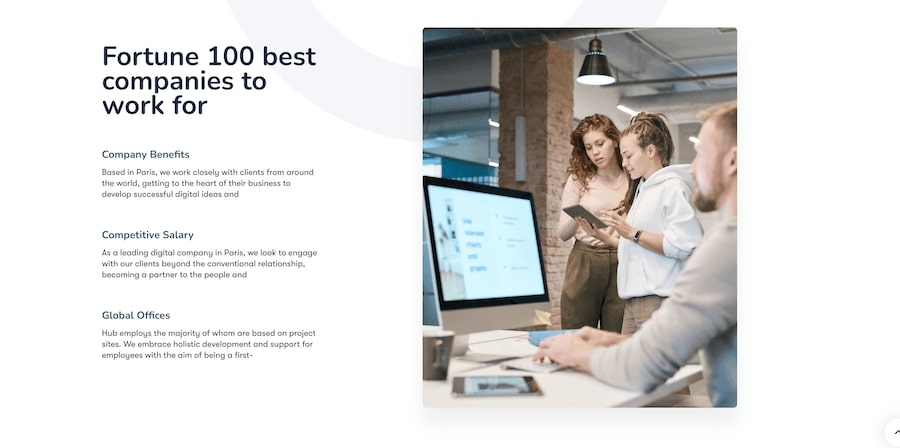 Fortune 100 best
companies to
work for
Company Benefits
Based in Paris, we work closely with clients from around
the world, getting to the heart of their business to
develop successful digital ideas and
Competitive Salary
As a leading digital company in Paris, we look to engage
with our clients beyond the conventional relationship,
becoming a partner to the people and
Global Offices
Hub employs the majority of whom are based on project
sites. We embrace holistic development and support for
employees with the aim of being a first-
relevant
charts
and
graphs